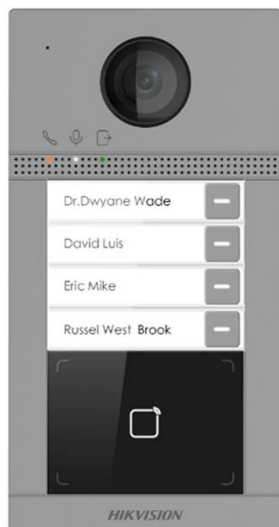 Dr.Dwyane Wade
David Luis
Eric Mike
Russel West Brook
HIKVISION